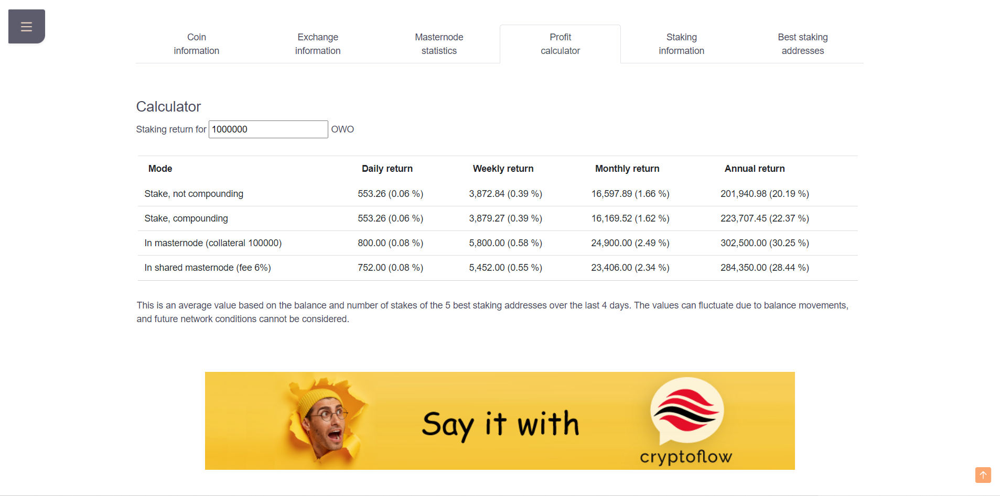 Coin information
Exchange information
Masternode statistics
Profit calculator
Staking information
Best staking addresses
Calculator
Staking return for 1000000 OWO
Mode Daily return Weekly return Monthly return Annual return
Stake, not compounding 553.26 (0.06 %) 3,872.84 (0.39 %) 16,597.89 (1.66 %) 201,940.98 (20.19 %)
Stake, compounding 553.26 (0.06 %) 3,879.27 (0.39 %) 16,169.52 (1.62 %) 223,707.45 (22.37 %)
In masternode (collateral 100000) 800.00 (0.08 %) 5,800.00 (0.58 %) 24,900.00 (2.49 %) 302,500.00 (30.25 %)
In shared masternode (fee 6%) 752.00 (0.08 %) 5,452.00 (0.55 %) 23,406.00 (2.34 %) 284,350.00 (28.44 %)
This is an average value based on the balance and number of stakes of the 5 best staking addresses over the last 4 days. The values can fluctuate due to balance movements,
and future network conditions cannot be considered.
Say it with
cryptoflow